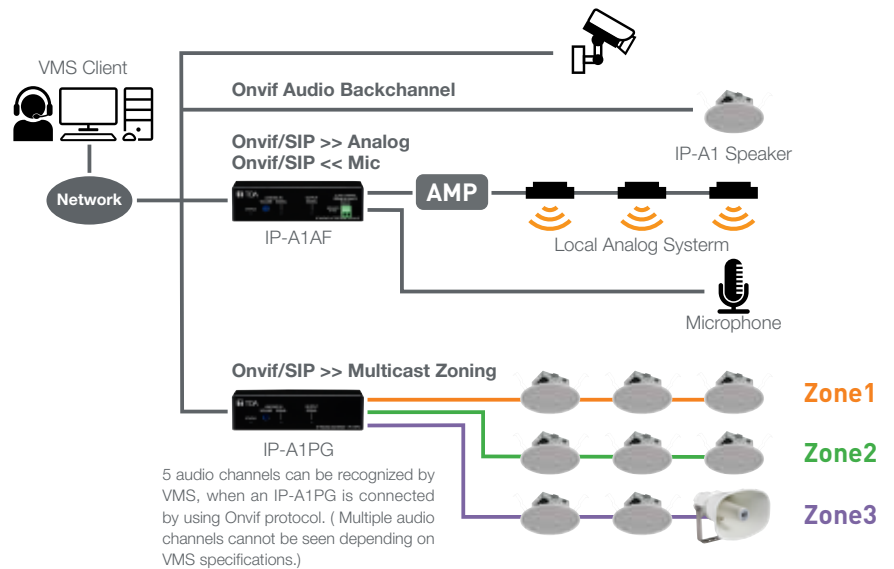 VMS Client
Onvif Audio Backchannel
IP-A1 Speaker
Onvif/SIP >> Analog
Onvif/SIP << Mic
Network
TOA
AMP
IP-A1AF
Local Analog Systerm
Microphone
Onvif/SIP >> Multicast Zoning
TOA
Zone1
IP-A1PG
Zone2
5 audio channels can be recognized by
VMS, when an IP-A1PG is connected
by using Onvif protocol. ( Multiple audio
channels cannot be seen depending on
VMS specifications.)
Zone3